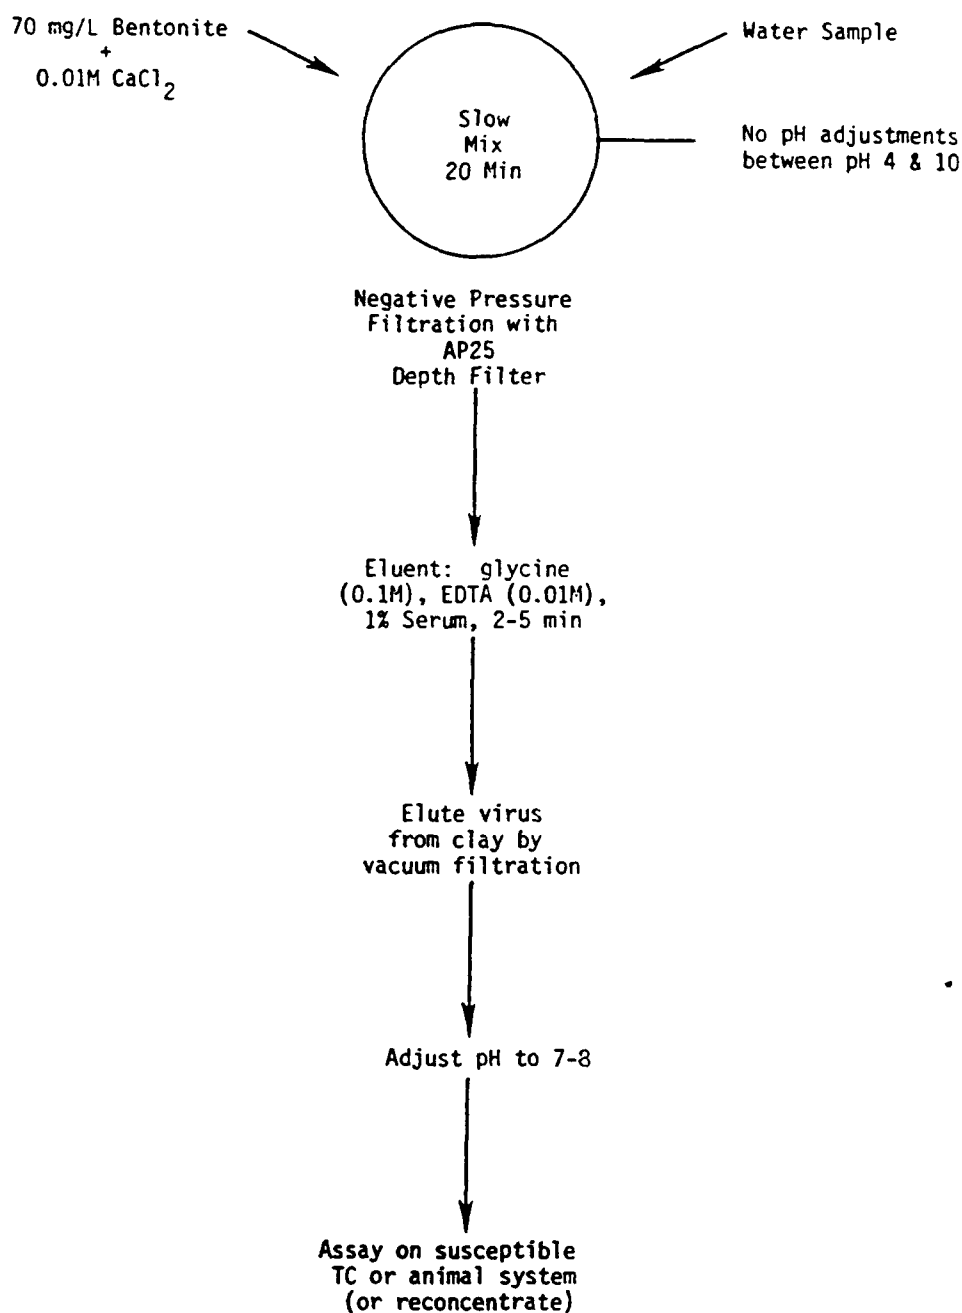 70 mg/L Bentonite
+
0.01M CaCl2
Water Sample
Slow
Mix
20 Min
No pH adjustments
between pH 4 & 10
Negative Pressure
Filtration with
AP25
Depth Filter
Eluent: glycine
(0.1M), EDTA (0.01M),
1% Serum, 2-5 min
Elute virus
from clay by
vacuum filtration
Adjust pH to 7-8
Assay on susceptible
TC or animal system
(or reconcentrate)